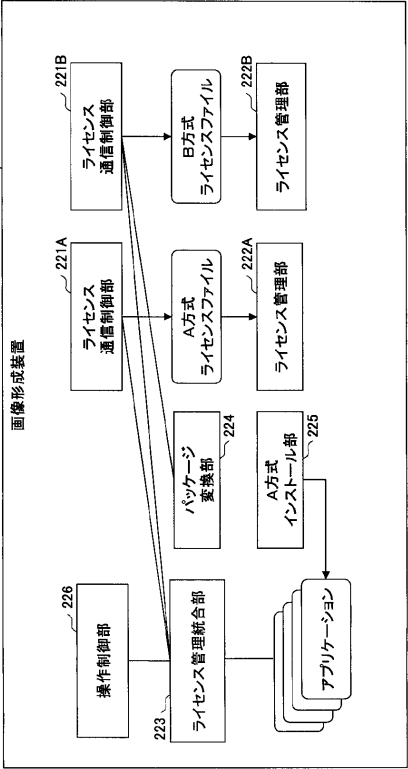 画像形成装置
226
操作制御部
221A
ライセンス
通信制御部
221B
ライセンス
通信制御部
223
ライセンス管理統合部
パッケージ
変換部
224
A方式
ライセンスファイル
B方式
ライセンスファイル
アプリケーション
A方式
インストール部
225
222A
ライセンス管理部
222B
ライセンス管理部